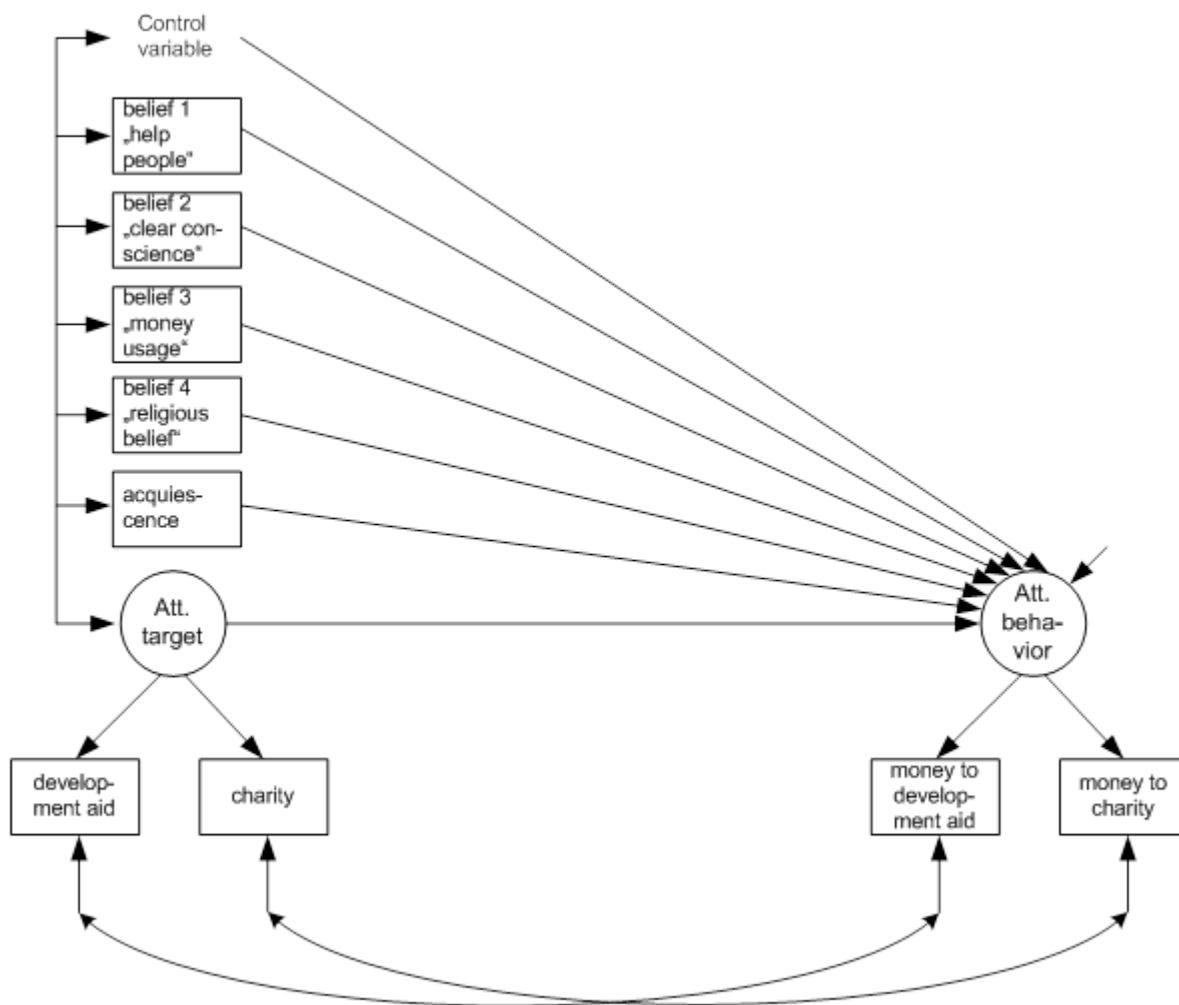 Control
variable
belief 1
„help
people“
belief 2
„clear con-
science“
belief 3
„money
usage“
belief 4
„religious
belief“
acquies-
cence
Att.
target
Att.
beha-
vior
develop-
ment aid
charity
money to
develop-
ment aid
money to
charity